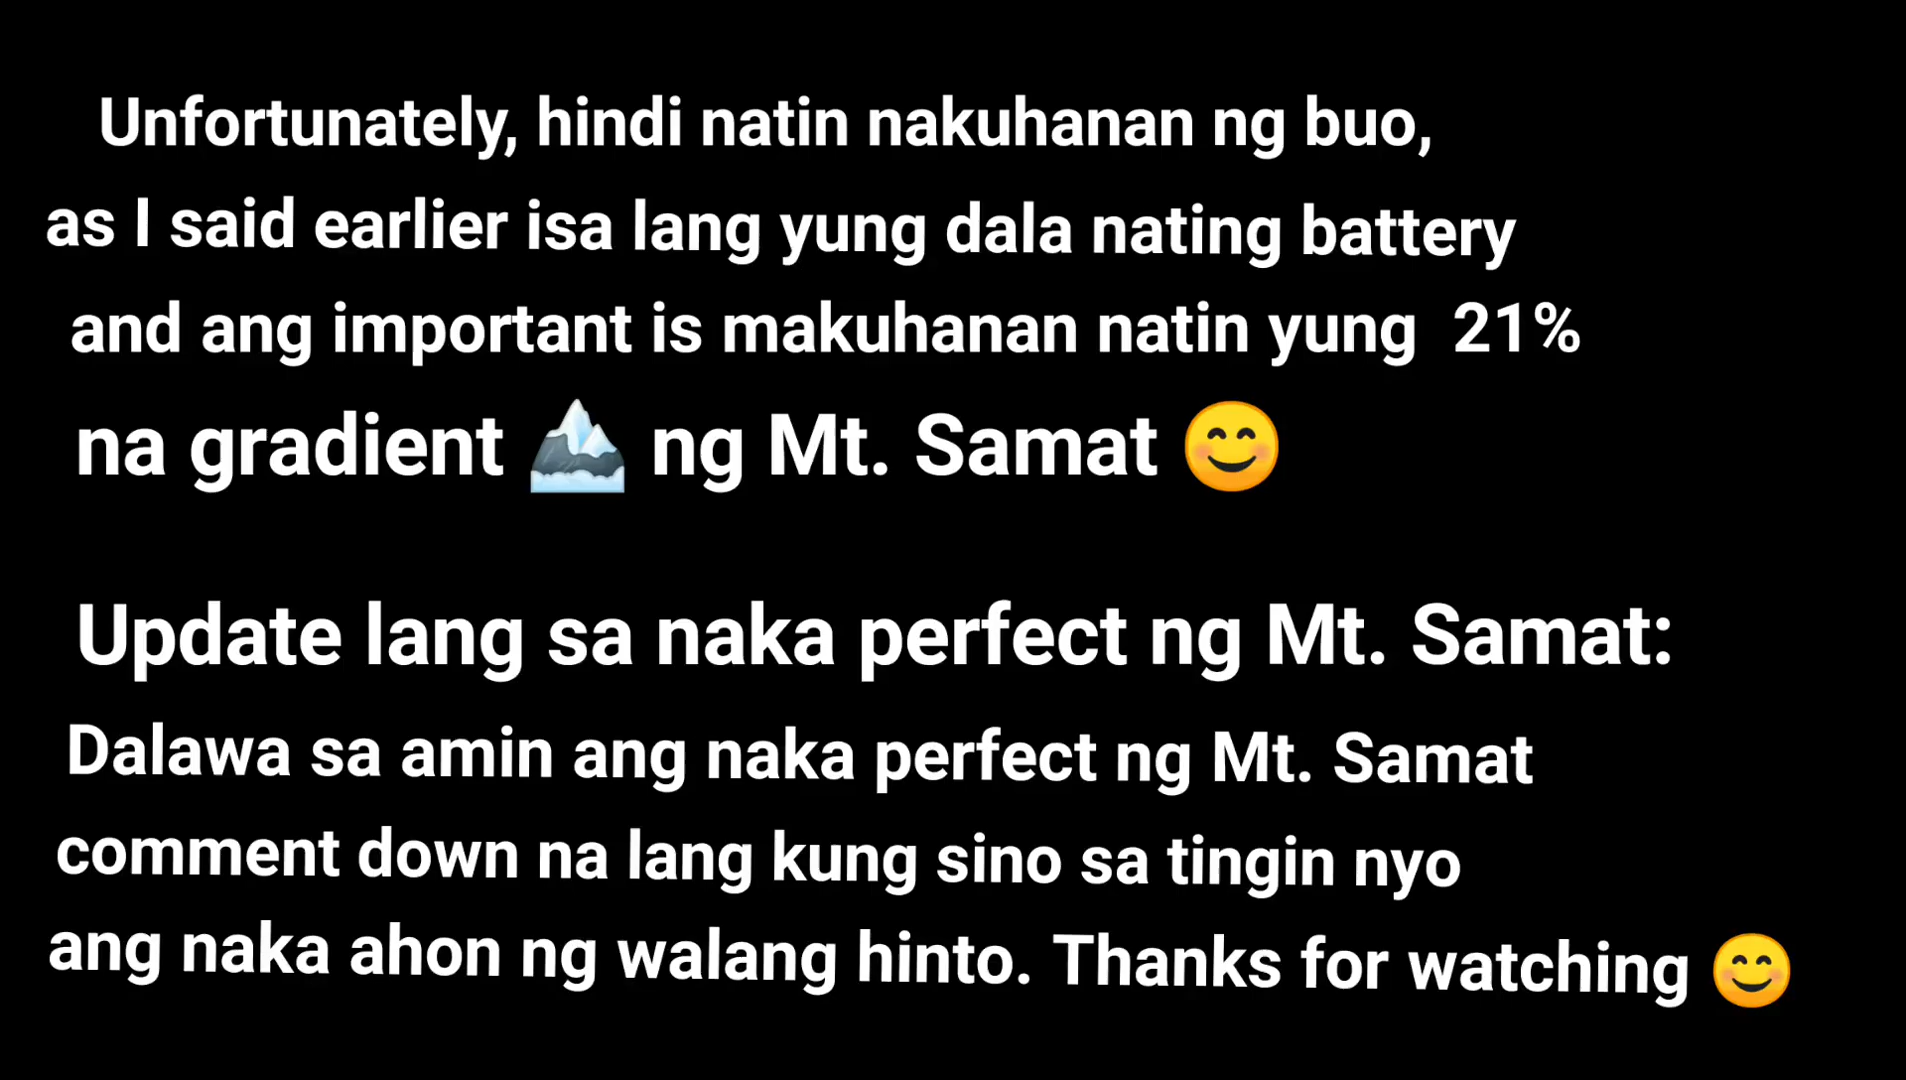 Unfortunately, hindi natin nakuhanan ng buo,
as I said earlier isa lang yung dala nating battery
and ang important is makuhanan natin yung 21%
na gradient 🏔️ ng Mt. Samat 😊
Update lang sa naka perfect ng Mt. Samat:
Dalawa sa amin ang naka perfect ng Mt. Samat
comment down na lang kung sino sa tingin nyo
ang naka ahon ng walang hinto. Thanks for watching 😊